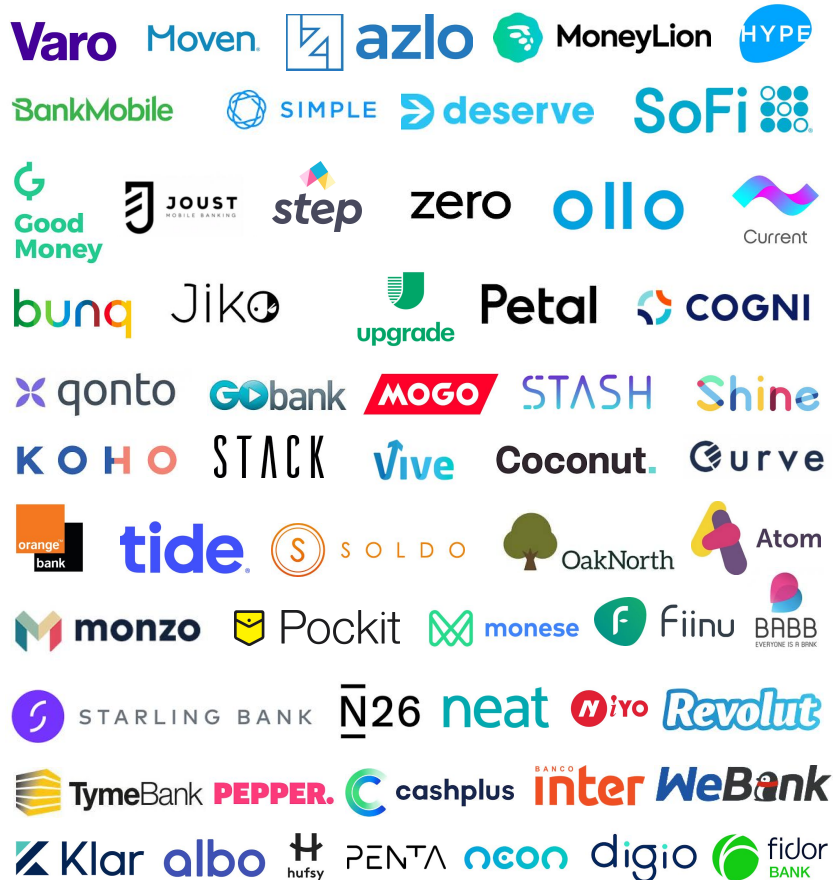 Varo Moven azlo MoneyLion HYPE
BankMobile SIMPLE deserve SoFi
Good
Money
JOUST
MOBILE BANKING
step zero ollo
Current
bunq Jiko
upgrade
Petal COGNI
qonto GObank MOGO STASH Shine
KOHO STACK Vive Coconut. Curve
orange™
bank
tide SOLDO OakNorth Atom
monzo Pockit monese Fiinu
BABB
EVERYONE IS A BANK
STARLING BANK N26 neat NiYO Revolut
TymeBank PEPPER. cashplus
BANCO
inter
WeBank
Klar albo
hufsy
PENTA neon digio
fidor
BANK